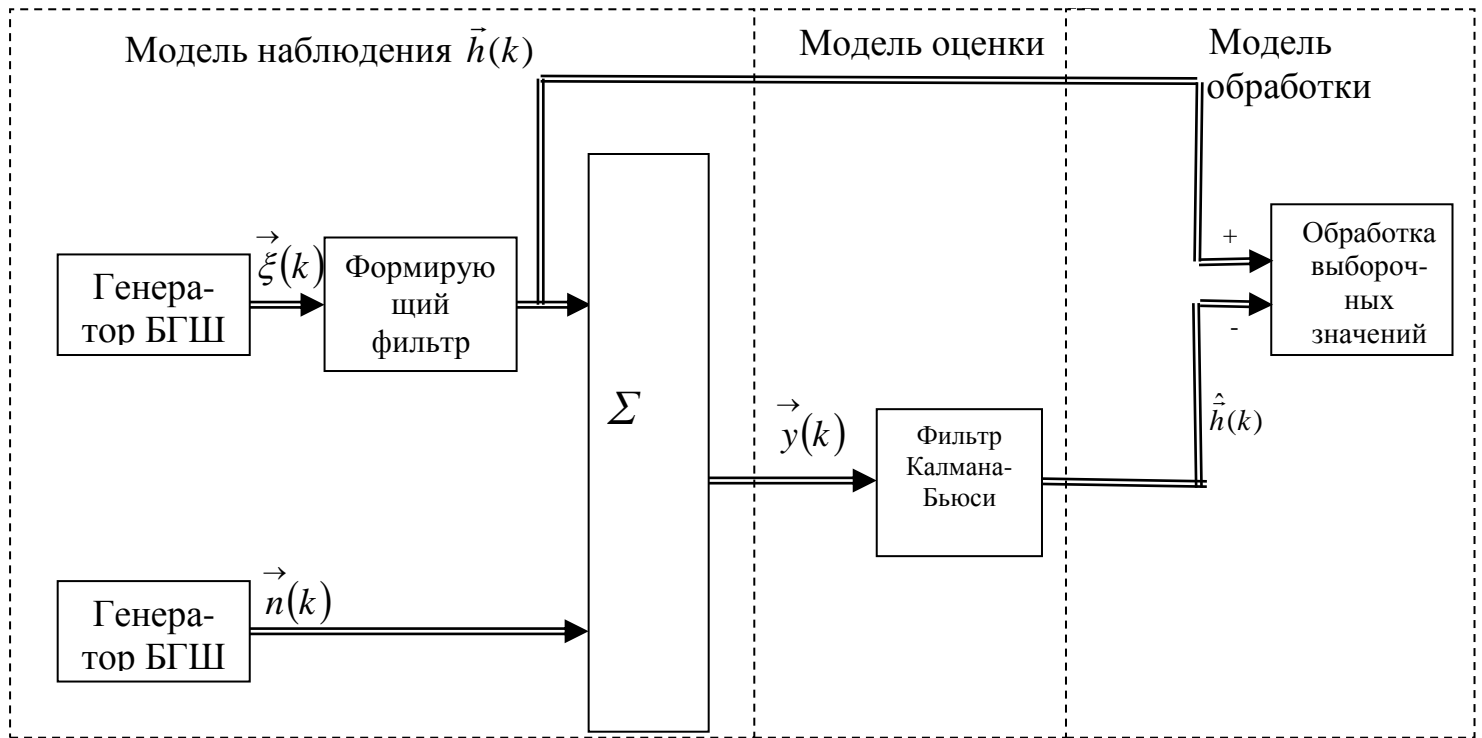 Модель наблюдения h⃗(k)
Модель оценки
Модель
обработки
Генера-
тор БГШ
ξ⃗(k)
Формирую
щий
фильтр
Σ
+
-
Обработка
выбороч-
ных
значений
y⃗(k)
Фильтр
Калмана-
Бьюси
ĥ⃗(k)
Генера-
тор БГШ
n⃗(k)